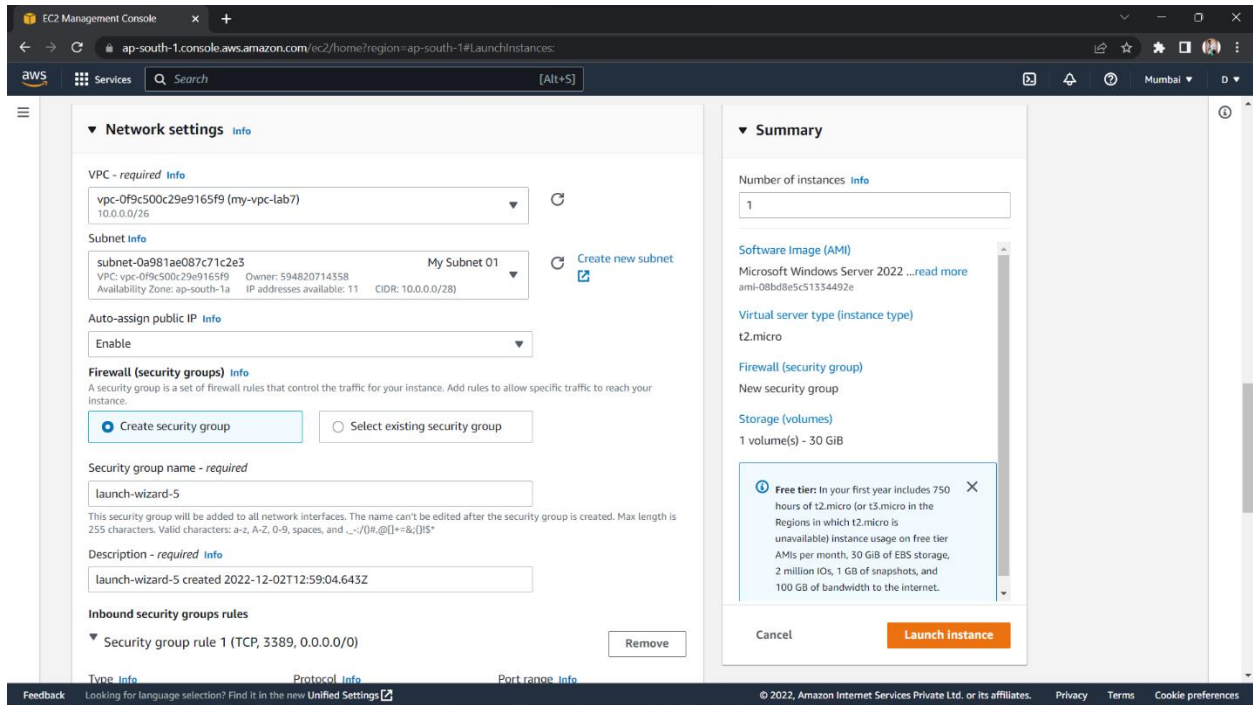 EC2 Management Console
ap-south-1.console.aws.amazon.com/ec2/home?region=ap-south-1#LaunchInstances:
aws Services Search [Alt+S] Mumbai D
Network settings Info
VPC - required Info
vpc-0f9c500c29e9165f9 (my-vpc-lab7)
10.0.0.0/26
Subnet Info
subnet-0a981ae087c71c2e3 My Subnet 01
VPC: vpc-0f9c500c29e9165f9 Owner: 594820714358
Availability Zone: ap-south-1a IP addresses available: 11 CIDR: 10.0.0.0/28)
Create new subnet
Auto-assign public IP Info
Enable
Firewall (security groups) Info
A security group is a set of firewall rules that control the traffic for your instance. Add rules to allow specific traffic to reach your
instance.
Create security group Select existing security group
Security group name - required
launch-wizard-5
This security group will be added to all network interfaces. The name can't be edited after the security group is created. Max length is
255 characters. Valid characters: a-z, A-Z, 0-9, spaces, and ._-:/()#,@[]+=&;{}!$*
Description - required Info
launch-wizard-5 created 2022-12-02T12:59:04.643Z
Inbound security groups rules
Security group rule 1 (TCP, 3389, 0.0.0.0/0) Remove
Type Info Protocol Info Port range Info
Summary
Number of instances Info
1
Software Image (AMI)
Microsoft Windows Server 2022 ...read more
ami-08bd8e5c51334492e
Virtual server type (instance type)
t2.micro
Firewall (security group)
New security group
Storage (volumes)
1 volume(s) - 30 GiB
Free tier: In your first year includes 750
hours of t2.micro (or t3.micro in the
Regions in which t2.micro is
unavailable) instance usage on free tier
AMIs per month, 30 GiB of EBS storage,
2 million IOs, 1 GB of snapshots, and
100 GB of bandwidth to the internet.
Cancel Launch instance
Feedback Looking for language selection? Find it in the new Unified Settings © 2022, Amazon Internet Services Private Ltd. or its affiliates. Privacy Terms Cookie preferences